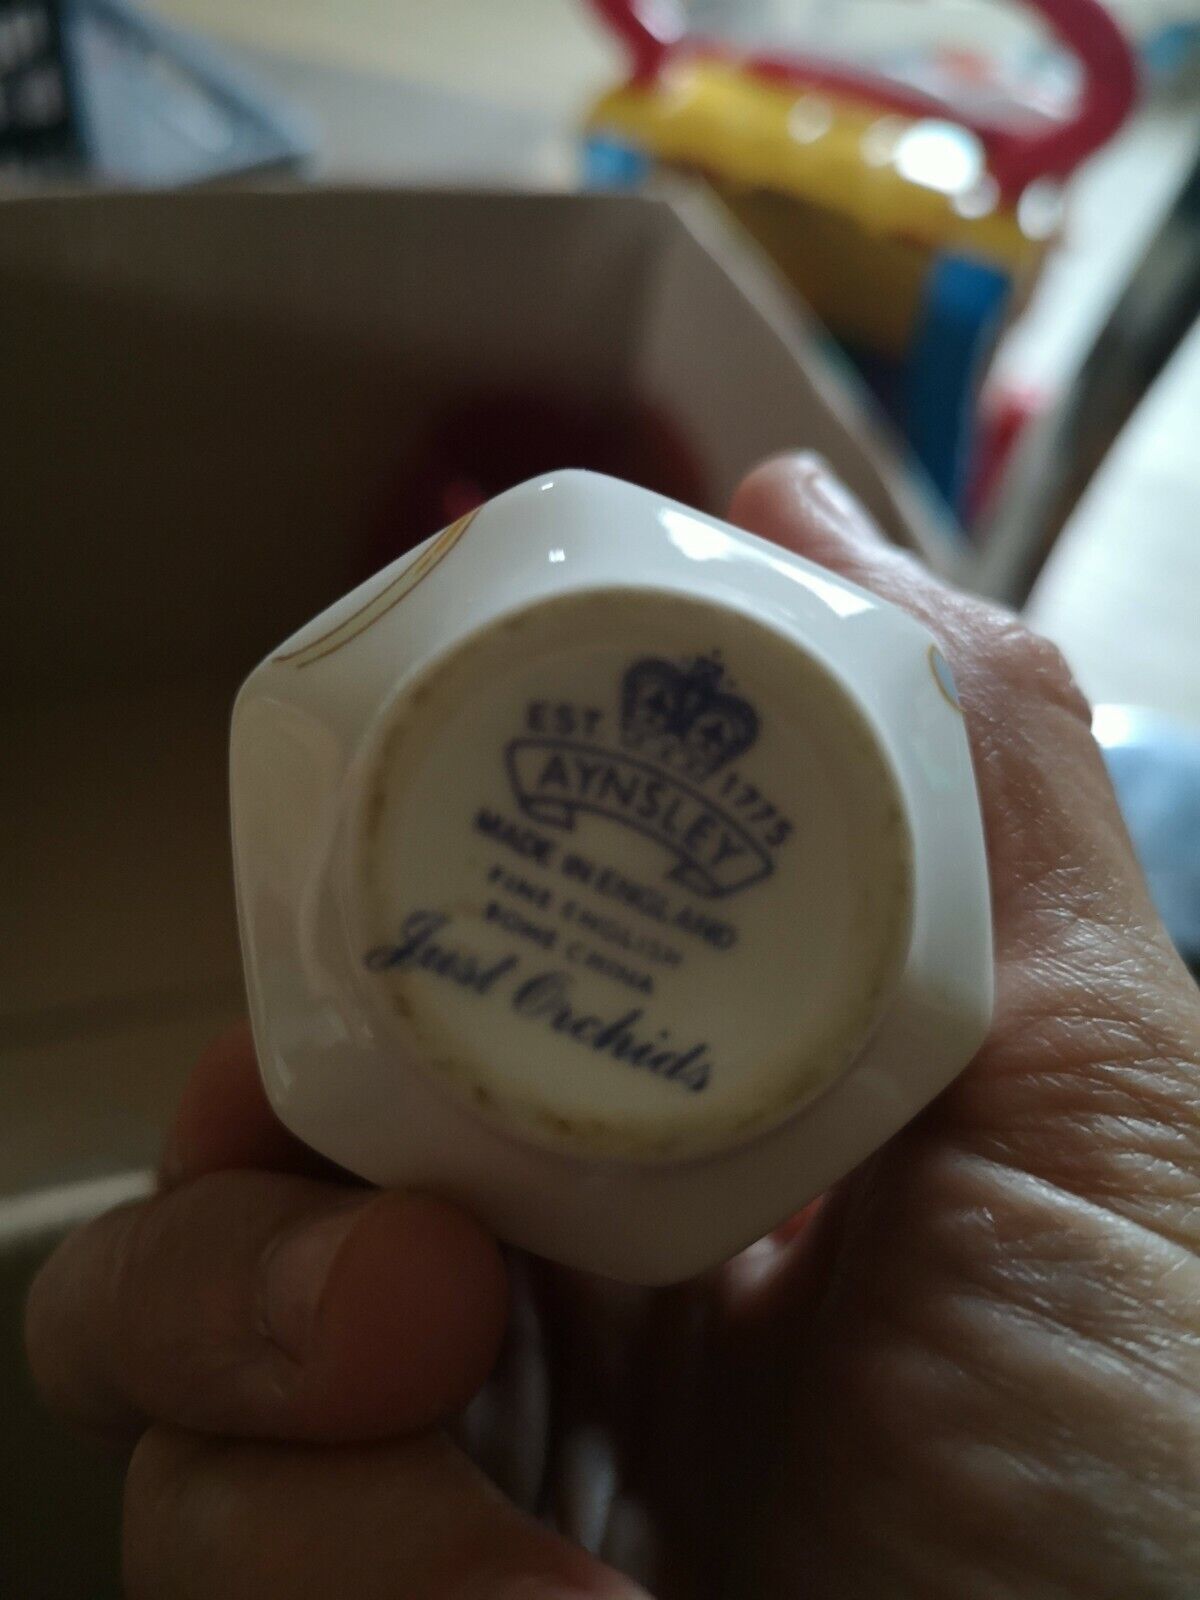 EST. 1775
AYNSLEY
MADE IN ENGLAND
FINE ENGLISH
BONE CHINA
Just Orchids